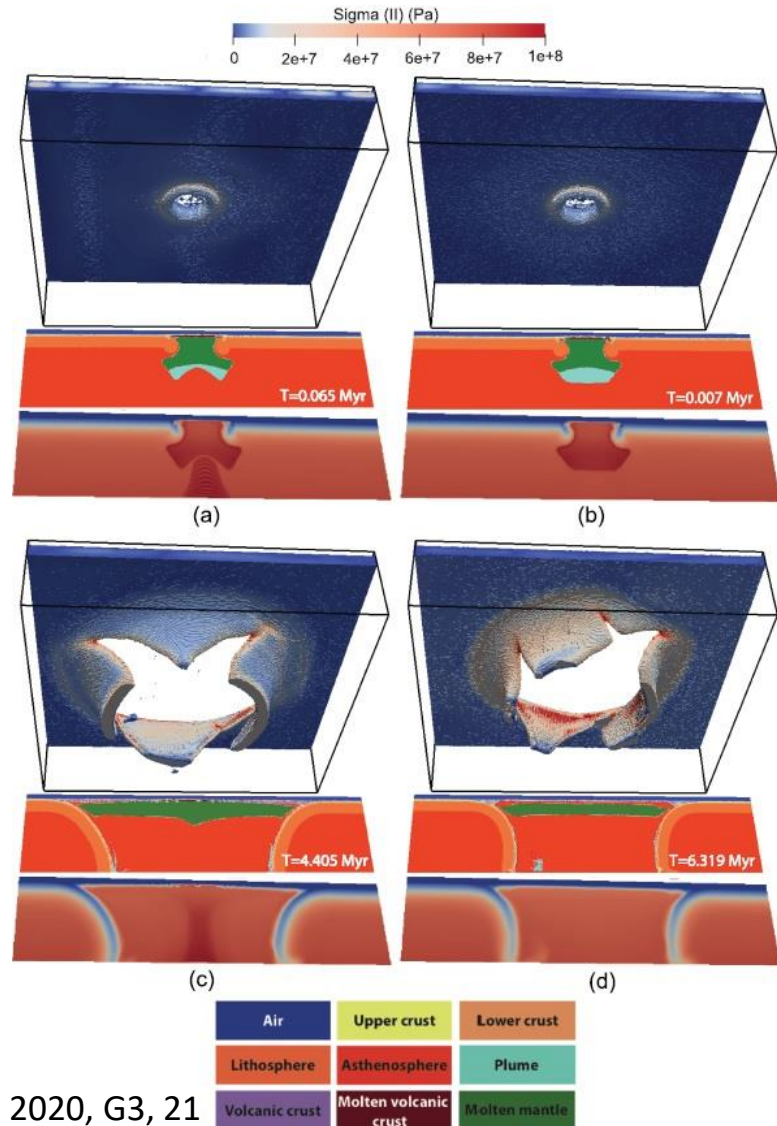 Sigma (II) (Pa)
0 2e+7 4e+7 6e+7 8e+7 1e+8
T=0.065 Myr
T=0.007 Myr
(a)
(b)
T=4.405 Myr
T=6.319 Myr
(c)
(d)
Air
Upper crust
Lower crust
Lithosphere
Asthenosphere
Plume
Volcanic crust
Molten volcanic
crust
Molten mantle
2020, G3, 21